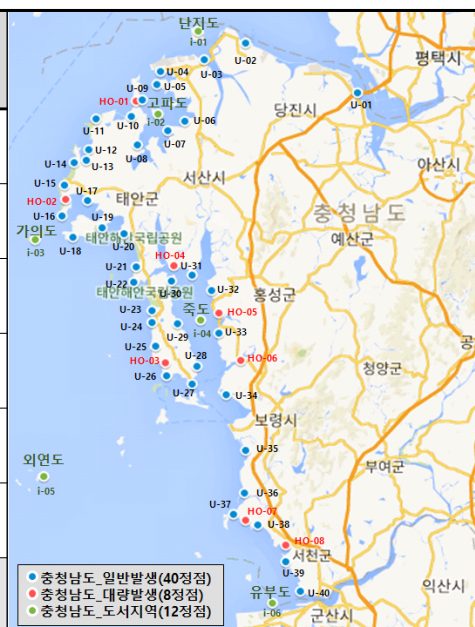 난지도
i-01
U-02
평택시
U-03
U-04
U-05
U-09
HO-01
고파도
i-02
U-01
당진시
U-06
U-10
U-11
U-07
U-08
U-12
U-13
U-14
아산시
서산시
U-15
U-17
HO-02
태안군
U-16
충청남도
가의도
i-03
U-19
U-18
태안해안국립공원
U-20
예산군
HO-04
U-21
U-31
U-22
태안해안국립공원
U-30
U-32
홍성군
죽도
i-04
U-23
HO-05
U-24
U-29
U-33
공
U-25
HO-03
U-28
HO-06
청양군
U-26
U-27
U-34
보령시
U-35
외연도
i-05
부여군
U-36
U-37
HO-07
U-38
HO-08
서천군
U-39
익산시
유부도
U-40
i-06
군산시
충청남도_일반발생(40정점)
충청남도_대량발생(8정점)
충청남도_도서지역(12정점)